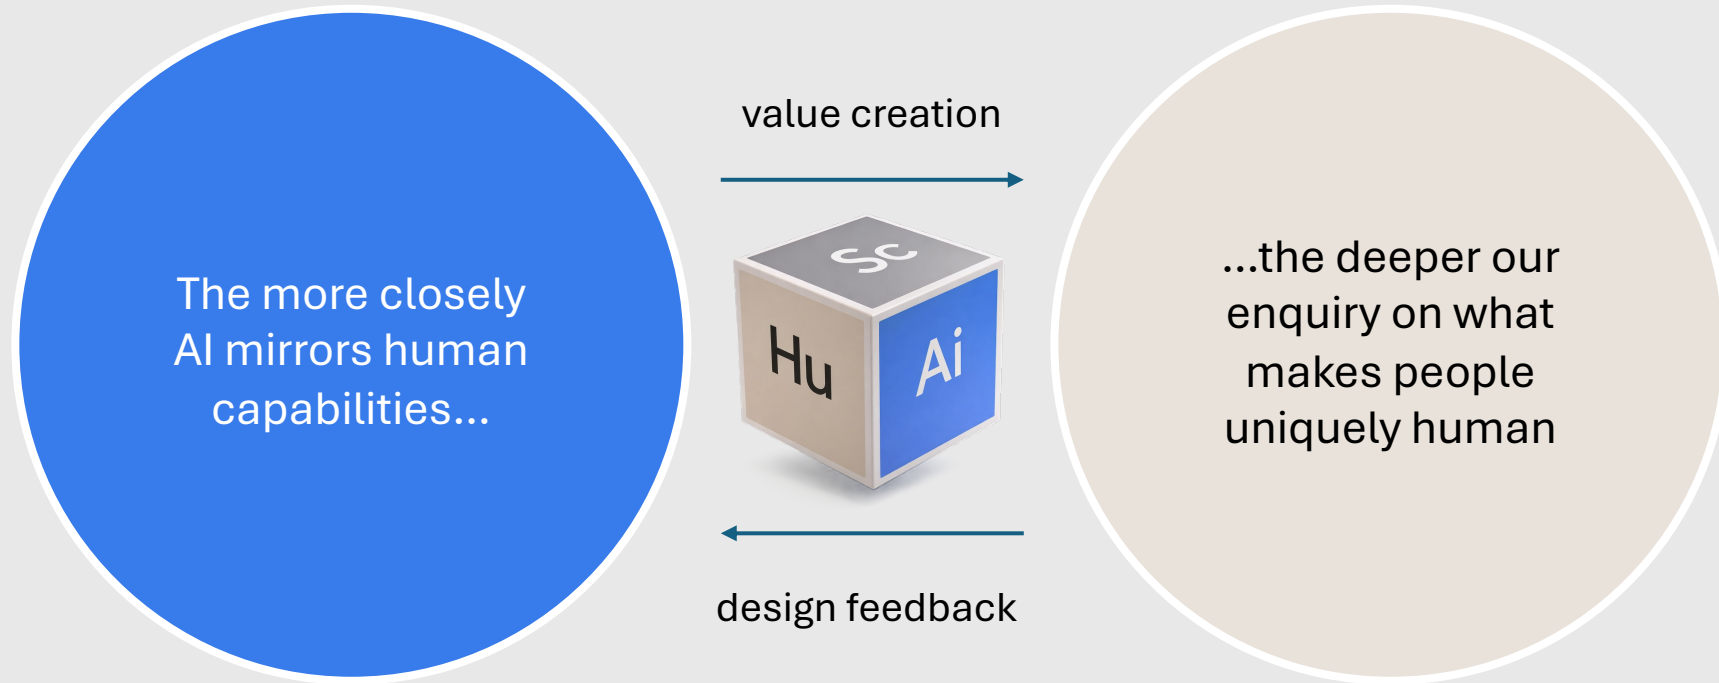 The more closely
AI mirrors human
capabilities...
value creation
Sc
Hu
Ai
design feedback
...the deeper our
enquiry on what
makes people
uniquely human